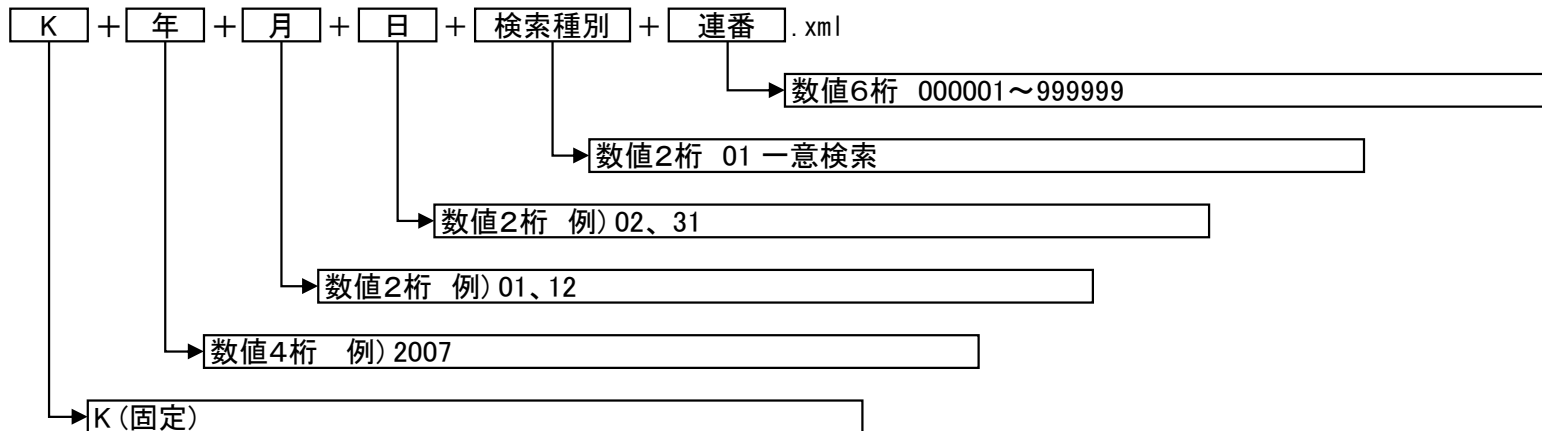 K + 年 + 月 + 日 + 検索種別 + 連番 .xml
数値6桁 000001~999999
数値2桁 01 一意検索
数値2桁 例)02、31
数値2桁 例)01、12
数値4桁 例)2007
K(固定)